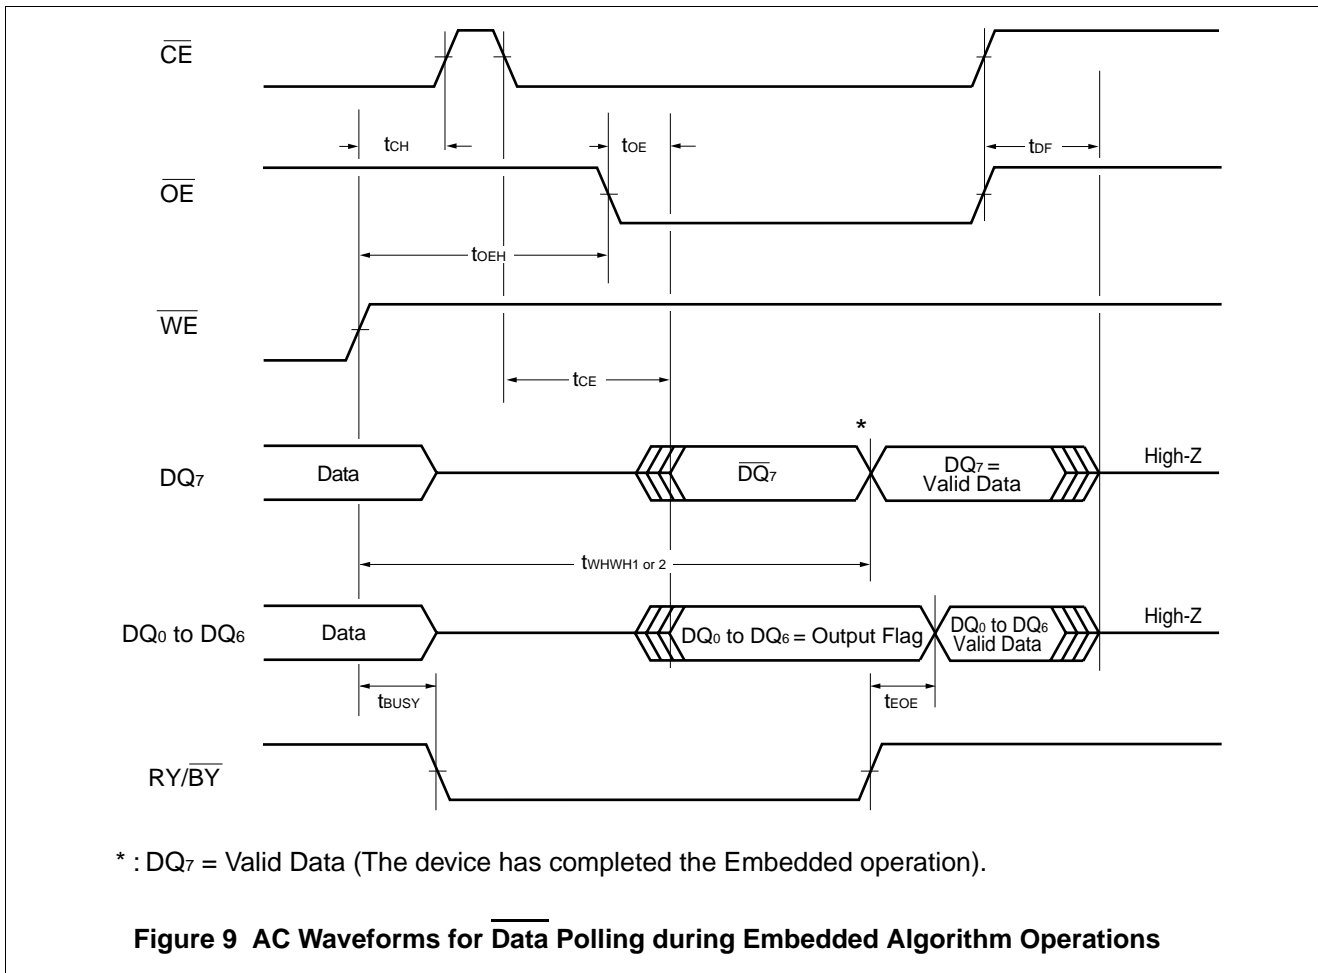 CE
tCH
tOE
tDF
OE
tOEH
WE
tCE
*
DQ7
Data
DQ7
DQ7 =
Valid Data
High-Z
tWHWH1 or 2
DQ0 to DQ6
Data
DQ0 to DQ6 = Output Flag
DQ0 to DQ6
Valid Data
High-Z
tBUSY
tEOE
RY/BY
* : DQ7 = Valid Data (The device has completed the Embedded operation).
Figure 9 AC Waveforms for Data Polling during Embedded Algorithm Operations